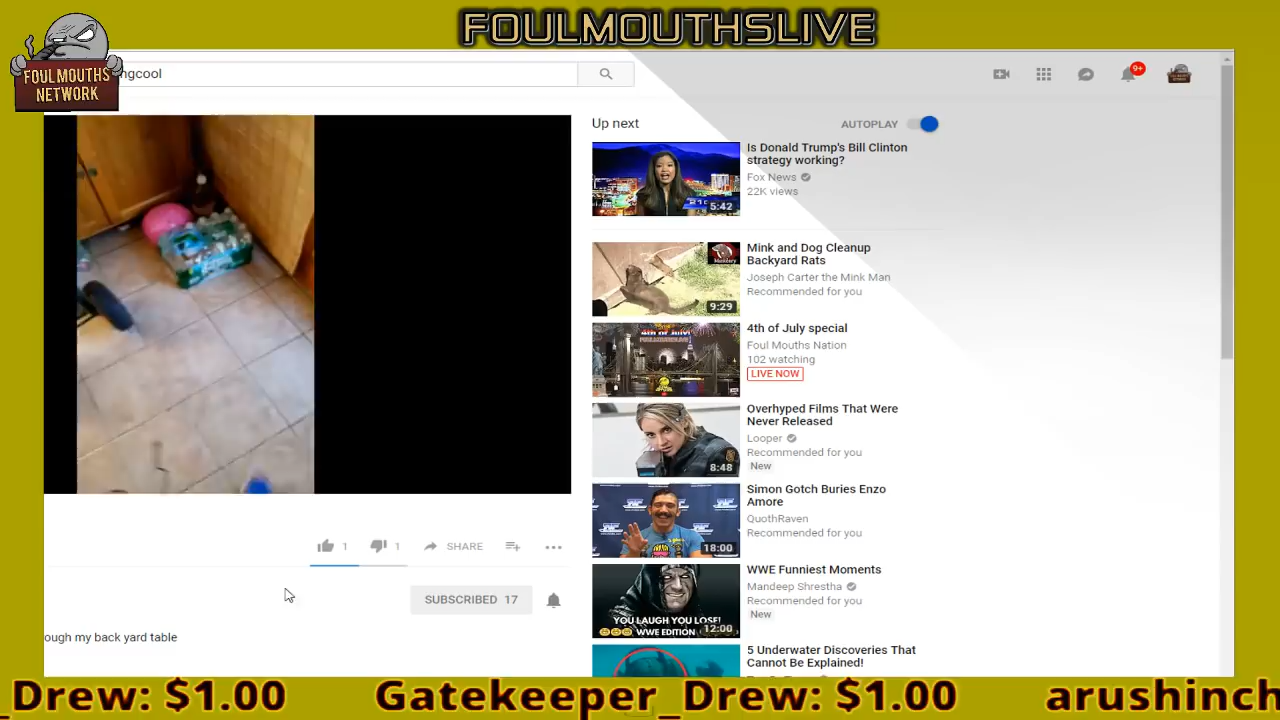 FOULMOUTHSLIVE
FOUL MOUTHS
NETWORK
ngcool
9+
Up next
AUTOPLAY
Is Donald Trump's Bill Clinton
strategy working?
Fox News
22K views
5:42
Mink and Dog Cleanup
Backyard Rats
Joseph Carter the Mink Man
Recommended for you
9:29
4th of July special
Foul Mouths Nation
102 watching
LIVE NOW
Overhyped Films That Were
Never Released
Looper
Recommended for you
New
8:48
Simon Gotch Buries Enzo
Amore
QuothRaven
Recommended for you
18:00
1
1
SHARE
SUBSCRIBED 17
ough my back yard table
WWE Funniest Moments
Mandeep Shrestha
Recommended for you
New
YOU LAUGH YOU LOSE!
WWE EDITION
12:00
5 Underwater Discoveries That
Cannot Be Explained!
_Drew: $1.00 Gatekeeper_Drew: $1.00 arushinch